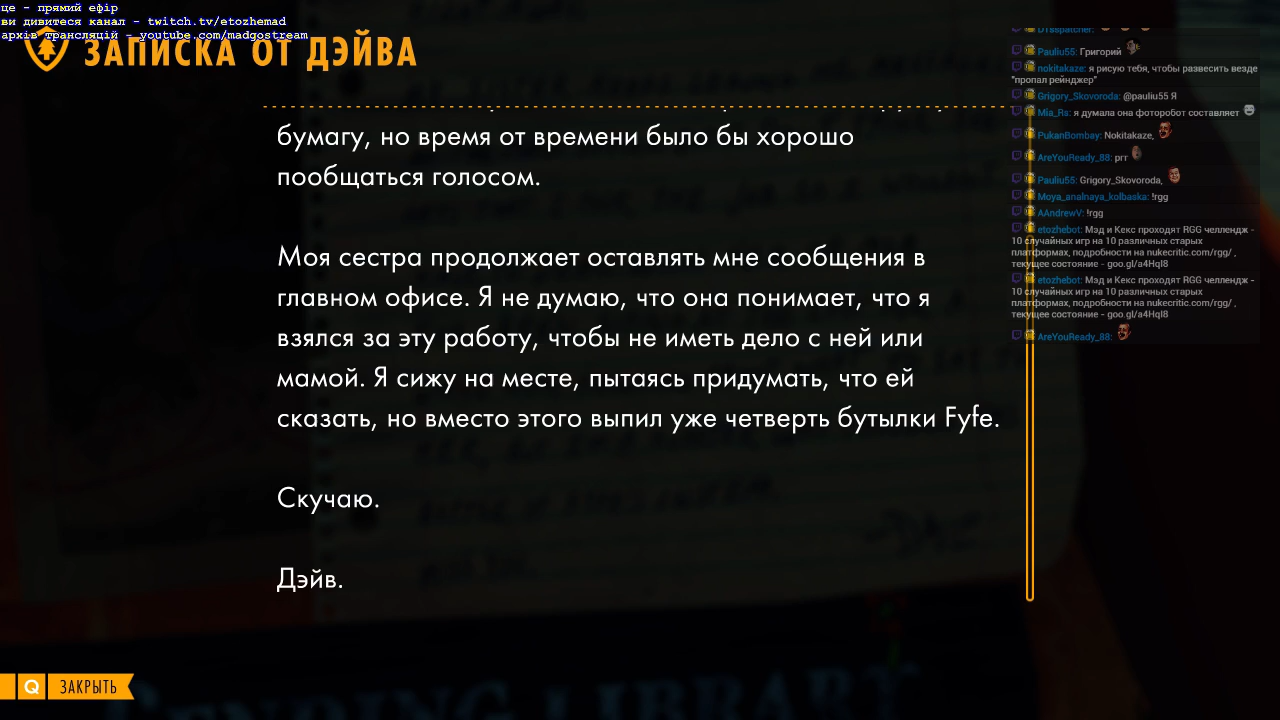 це - прямий ефір
ви дивитеся канал - twitch.tv/etozhemad
архів трансляцій - youtube.com/madgostream
ЗАПИСКА ОТ ДЭЙВА
бумагу, но время от времени было бы хорошо
пообщаться голосом.
Моя сестра продолжает оставлять мне сообщения в
главном офисе. Я не думаю, что она понимает, что я
взялся за эту работу, чтобы не иметь дело с ней или
мамой. Я сижу на месте, пытаясь придумать, что ей
сказать, но вместо этого выпил уже четверть бутылки Fyfe.
Скучаю.
Дэйв.
Pauliu55: Григорий
nokitakaze: я рисую тебя, чтобы развесить везде
"пропал рейнджер"
Grigory_Skovoroda: @pauliu55 Я
Mia_Rs: я думала она фоторобот составляет
PukanBombay: Nokitakaze,
AreYouReady_88: ргг
Pauliu55: Grigory_Skovoroda,
Moya_analnaya_kolbaska: !rgg
AAndrewV: !rgg
etozhebot: Мэд и Кекс проходят RGG челлендж -
10 случайных игр на 10 различных старых
платформах, подробности на nukecritic.com/rgg/ ,
текущее состояние - goo.gl/a4HqI8
etozhebot: Мэд и Кекс проходят RGG челлендж -
10 случайных игр на 10 различных старых
платформах, подробности на nukecritic.com/rgg/ ,
текущее состояние - goo.gl/a4HqI8
AreYouReady_88:
Q ЗАКРЫТЬ
LENDING LIBRARY